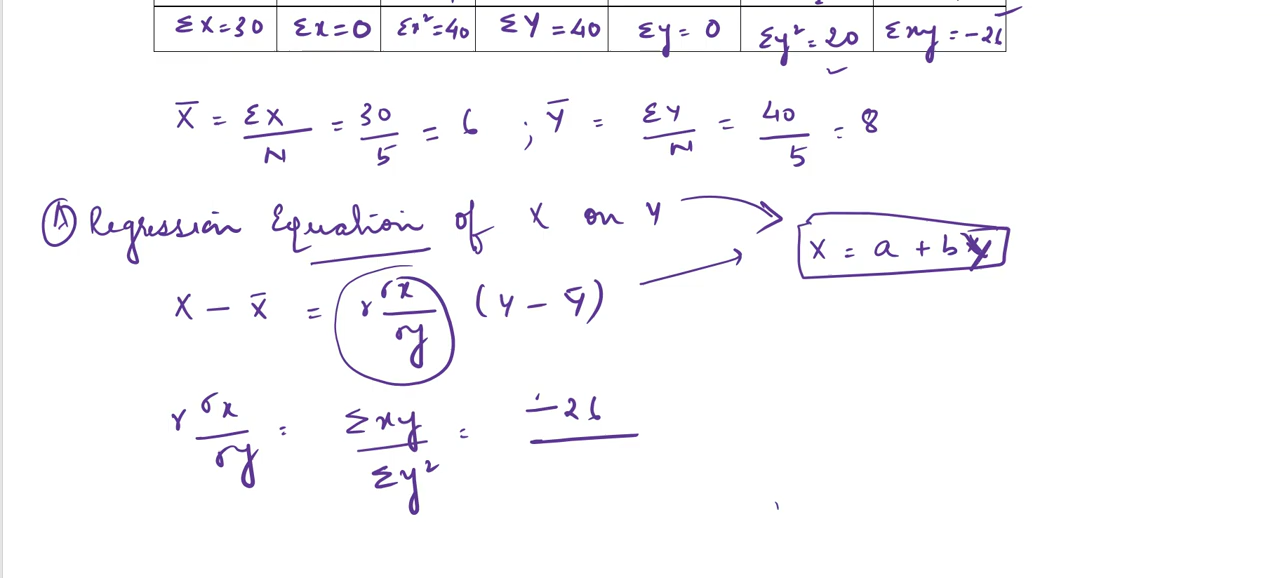 ΣX=30 Σx=0 Σx²=40 ΣY=40 Σy=0 Σy²=20 Σxy=-26
X̄ = ΣX/N = 30/5 = 6 ; Ȳ = ΣY/N = 40/5 = 8
(A) Regression Equation of X on Y
X = a + bY
X - X̄ = r σx/σy (Y - Ȳ)
r σx/σy = Σxy/Σy² = -26